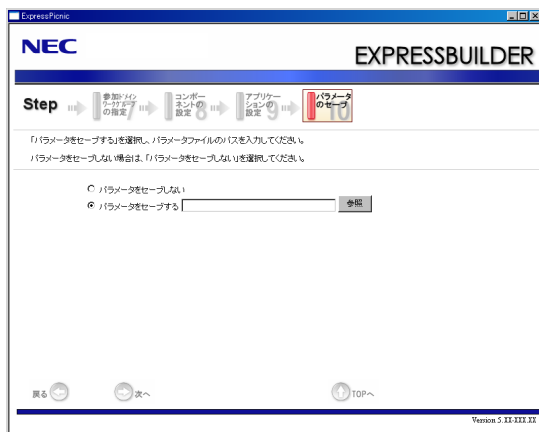 ExpressPicnic
NEC
EXPRESSBUILDER
Step
参加ドメイン
ワークグループ
の指定 7
コンポー
ネントの
設定 8
アプリケー
ションの
設定 9
パラメータ
のセーブ
10
「パラメータをセーブする」を選択し、パラメータファイルのパスを入力してください。
パラメータをセーブしない場合は、「パラメータをセーブしない」を選択してください。
パラメータをセーブしない
パラメータをセーブする
参照
戻る
次へ
TOPへ
Version 5.XX-XXX.XX